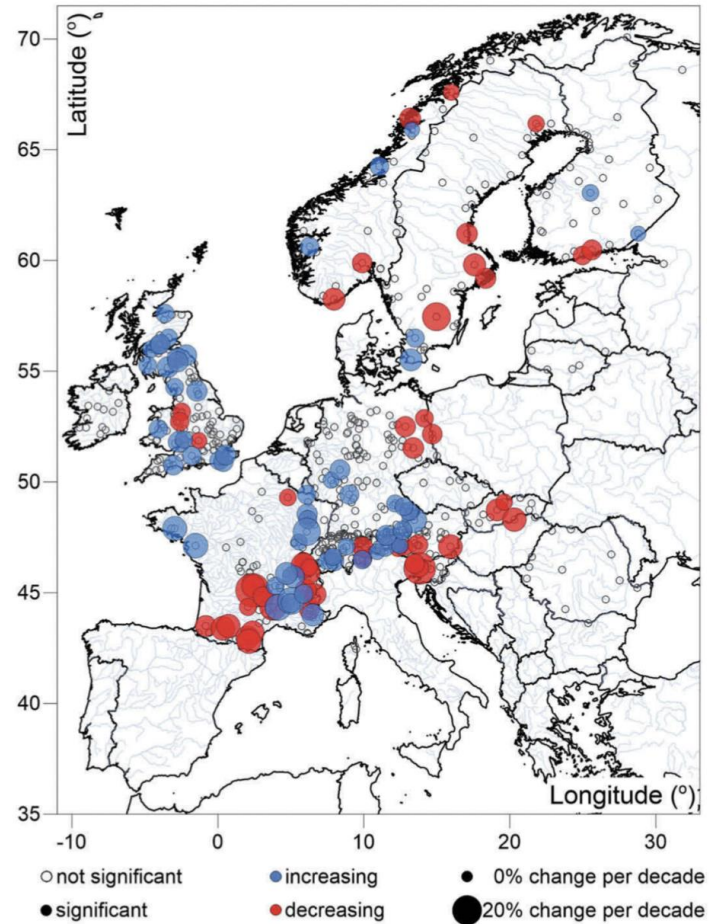 Latitude (º)
70
65
60
55
50
45
40
35
Longitude (º)
-10
0
10
20
30
not significant
increasing
0% change per decade
significant
decreasing
20% change per decade